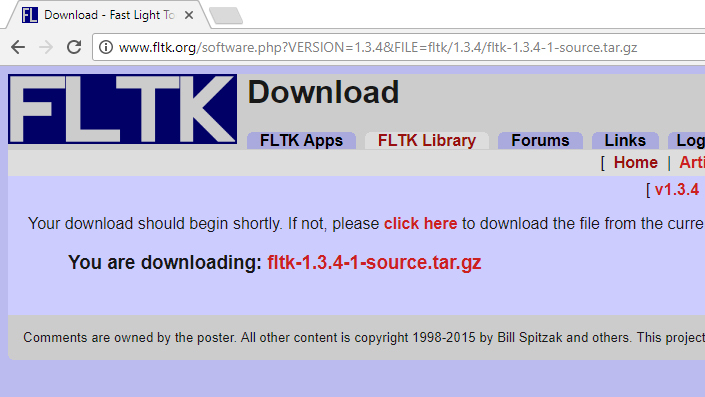 FL Download - Fast Light To
www.fltk.org/software.php?VERSION=1.3.4&FILE=fltk/1.3.4/fltk-1.3.4-1-source.tar.gz
FLTK Download
FLTK Apps FLTK Library Forums Links Log
[ Home | Arti
[ v1.3.4
Your download should begin shortly. If not, please click here to download the file from the curre
You are downloading: fltk-1.3.4-1-source.tar.gz
Comments are owned by the poster. All other content is copyright 1998-2015 by Bill Spitzak and others. This project